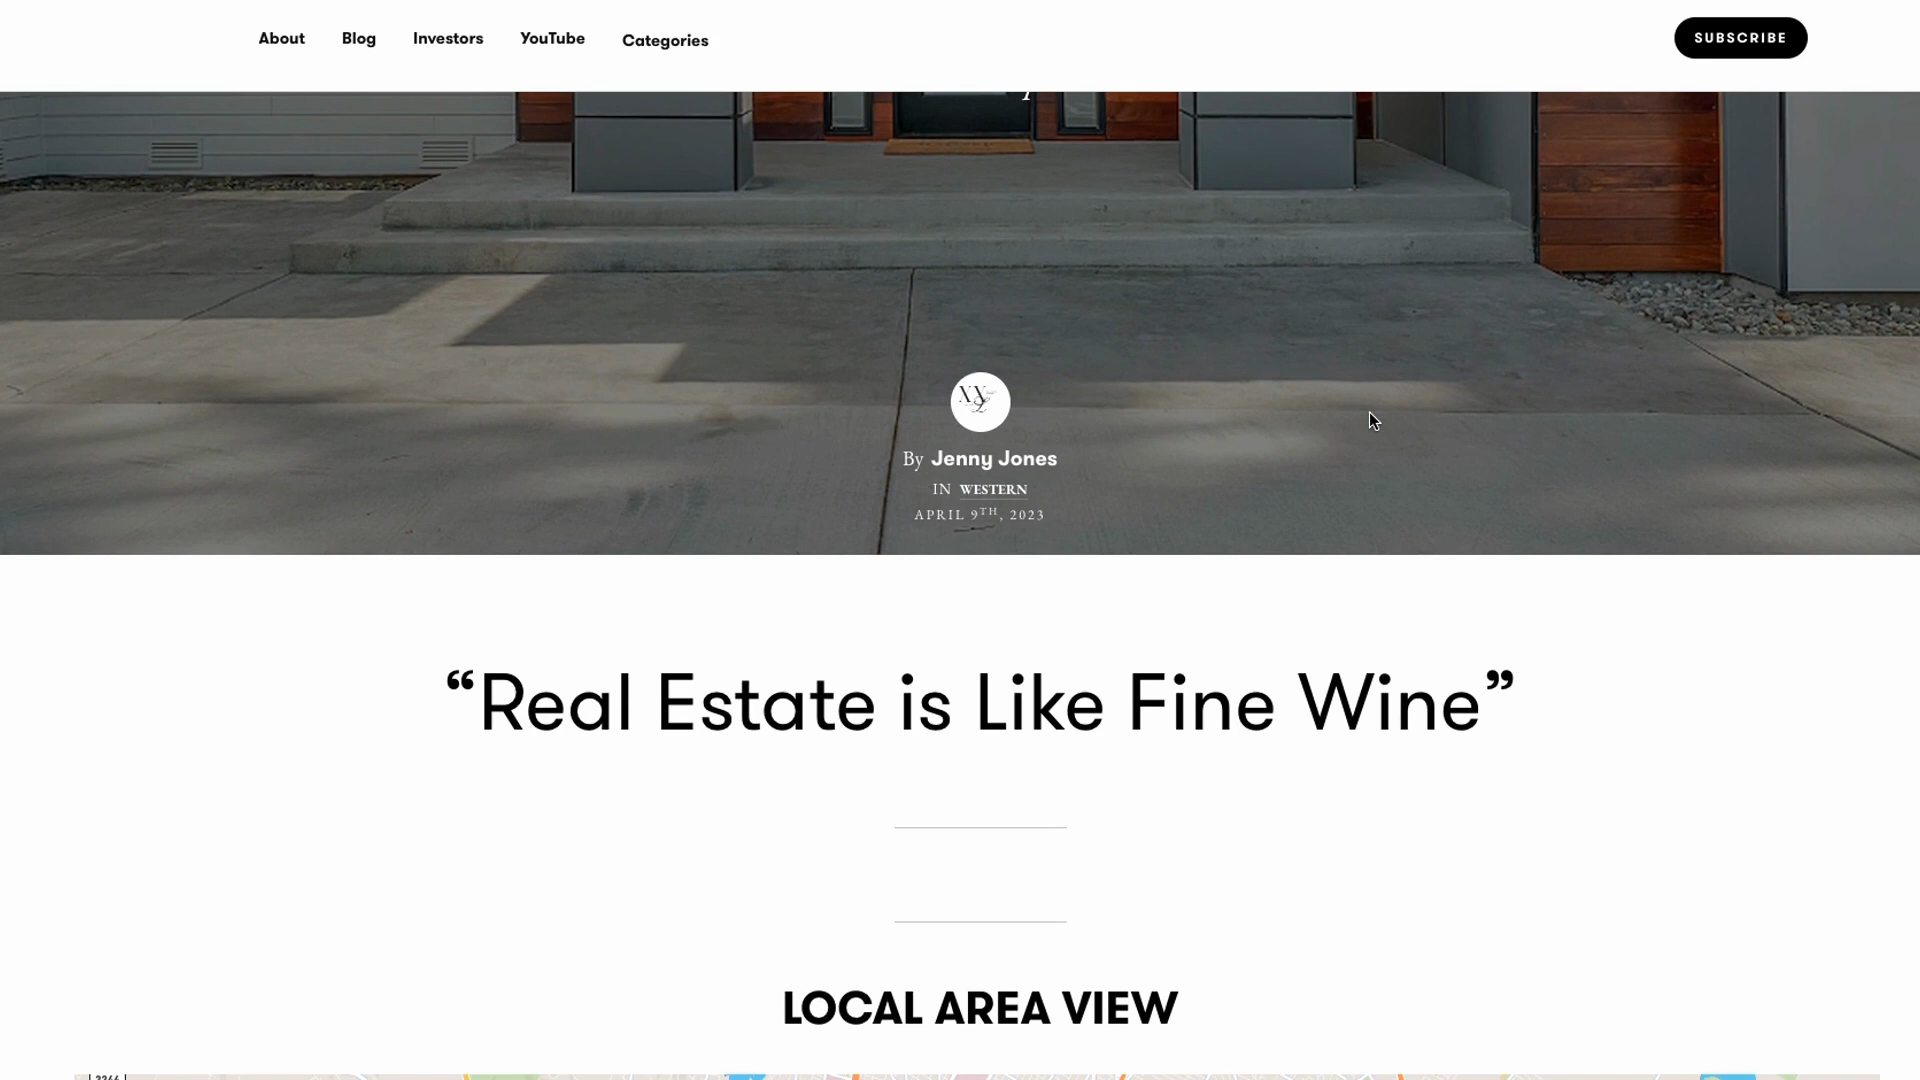 About Blog Investors YouTube Categories SUBSCRIBE
By Jenny Jones
IN WESTERN
APRIL 9TH, 2023
“Real Estate is Like Fine Wine”
LOCAL AREA VIEW